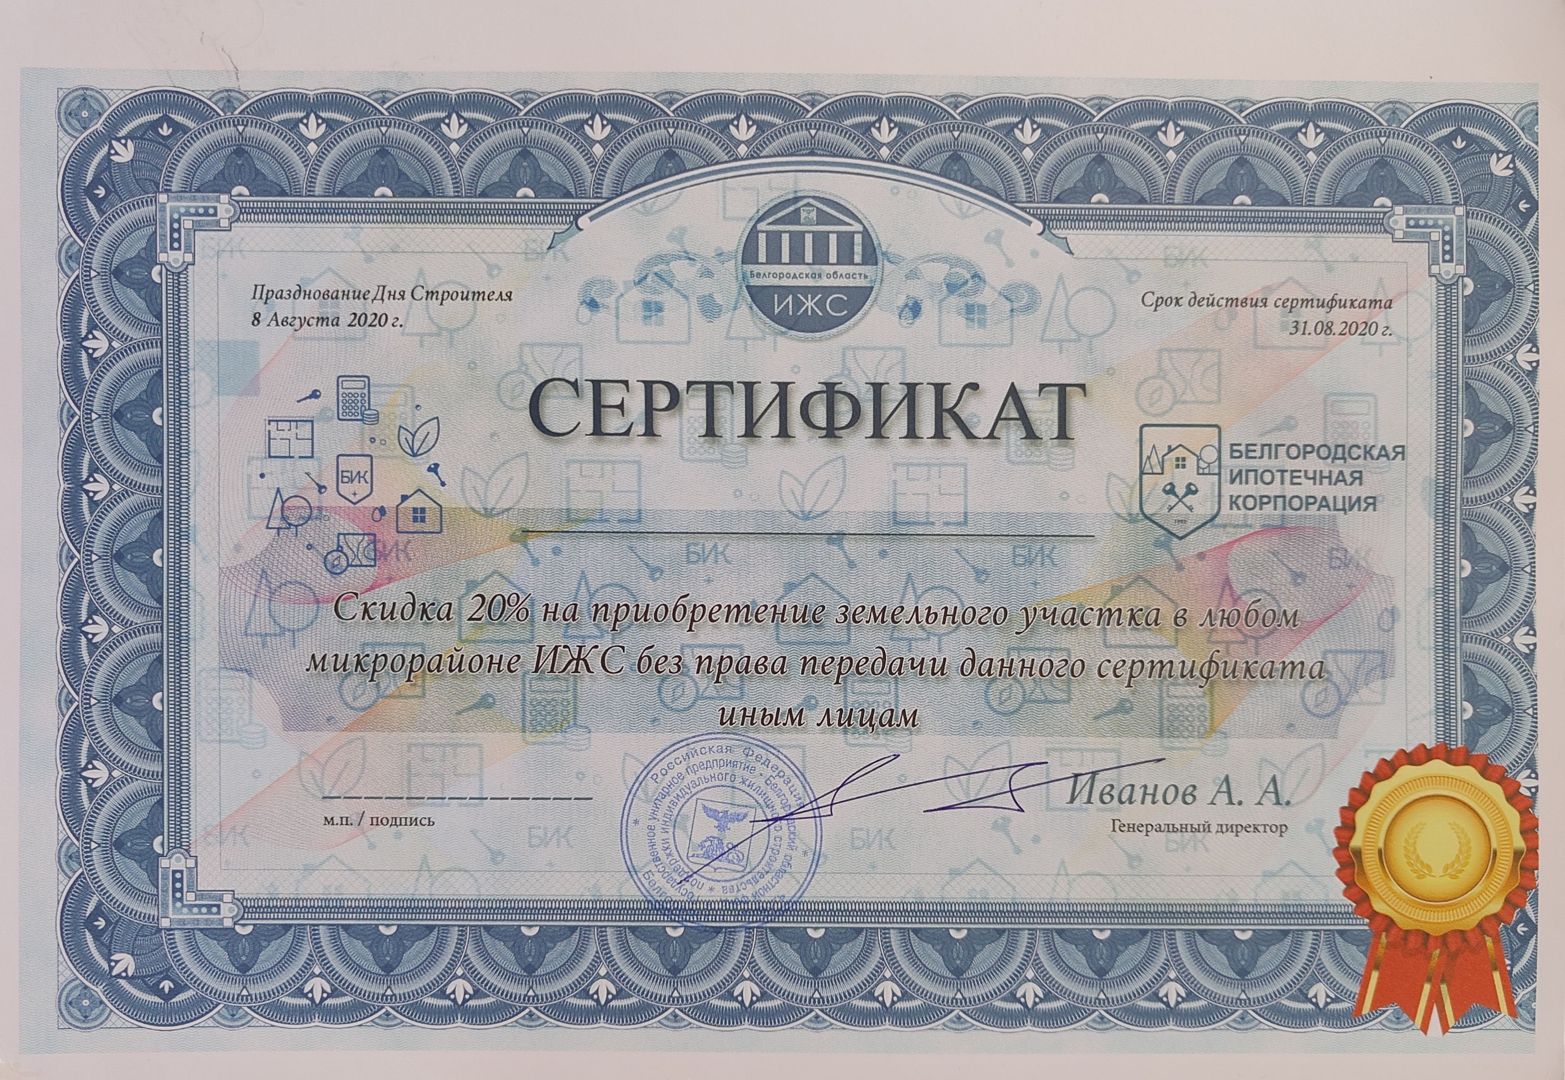 Празднование Дня Строителя
8 Августа 2020 г.
Белгородская область
ИЖС
Срок действия сертификата
31.08.2020 г.
СЕРТИФИКАТ
БИК
БЕЛГОРОДСКАЯ
ИПОТЕЧНАЯ
КОРПОРАЦИЯ
Скидка 20% на приобретение земельного участка в любом
микрорайоне ИЖС без права передачи данного сертификата
иным лицам
м.п. / подпись
Российская Федерация
Иванов А. А.
Генеральный директор